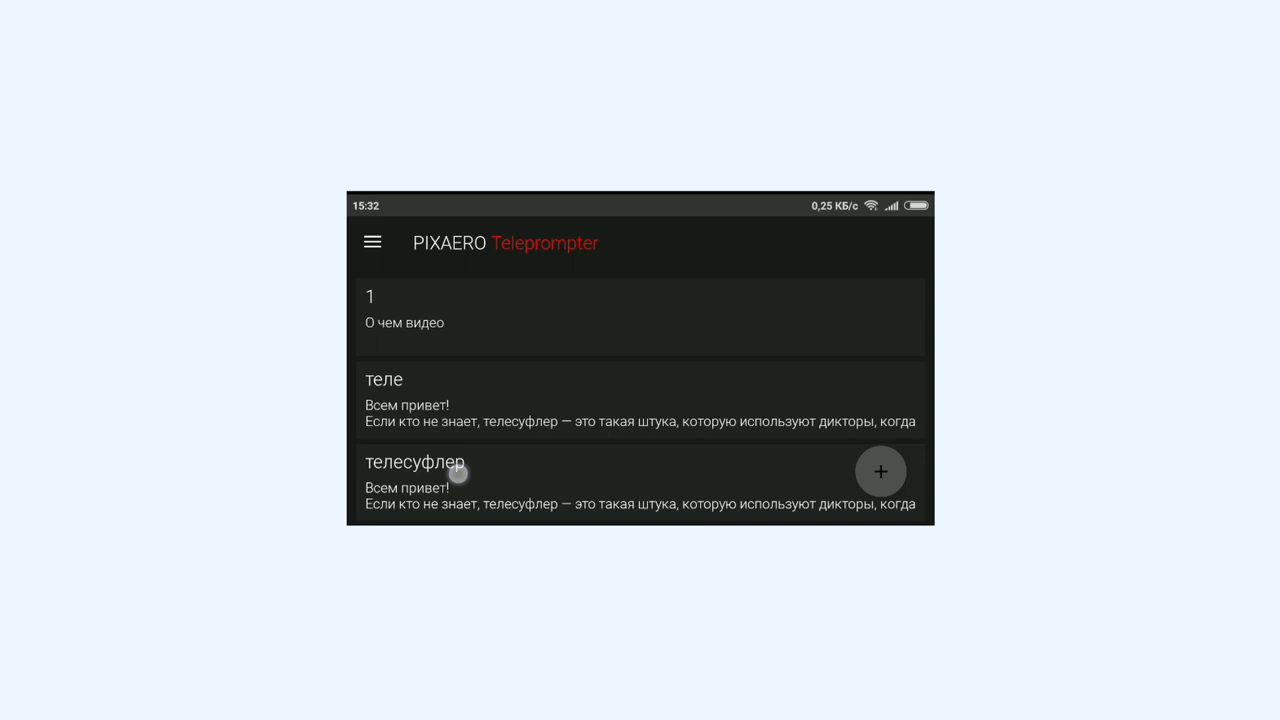 15:32
0,25 КБ/с
PIXAERO Teleprompter
1
О чем видео
теле
Всем привет!
Если кто не знает, телесуфлер — это такая штука, которую используют дикторы, когда
телесуфлер
Всем привет!
Если кто не знает, телесуфлер — это такая штука, которую используют дикторы, когда